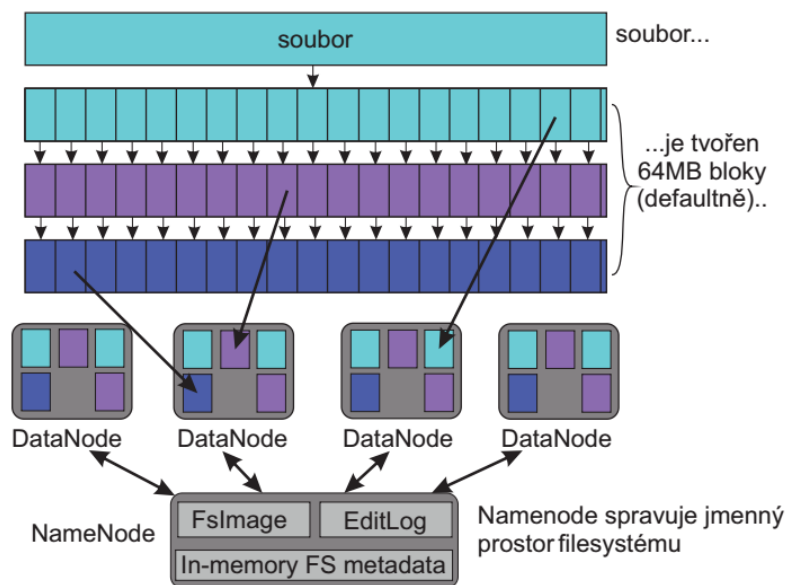 soubor
soubor...
...je tvořen
64MB bloky
(defaultně)..
DataNode
DataNode
DataNode
DataNode
NameNode
FsImage
EditLog
In-memory FS metadata
Namenode spravuje jmenný
prostor filesystému